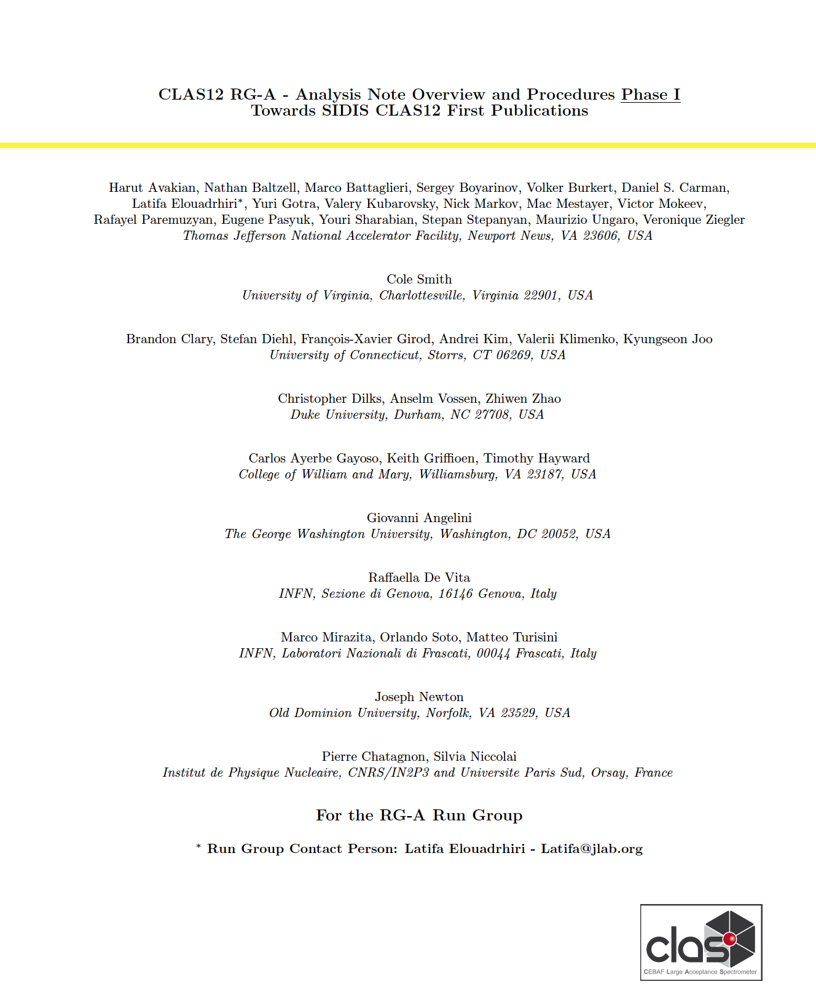 CLAS12 RG-A - Analysis Note Overview and Procedures Phase I
Towards SIDIS CLAS12 First Publications
Harut Avakian, Nathan Baltzell, Marco Battaglieri, Sergey Boyarinov, Volker Burkert, Daniel S. Carman,
Latifa Elouadrhiri*, Yuri Gotra, Valery Kubarovsky, Nick Markov, Mac Mestayer, Victor Mokeev,
Rafayel Paremuzyan, Eugene Pasyuk, Youri Sharabian, Stepan Stepanyan, Maurizio Ungaro, Veronique Ziegler
Thomas Jefferson National Accelerator Facility, Newport News, VA 23606, USA
Cole Smith
University of Virginia, Charlottesville, Virginia 22901, USA
Brandon Clary, Stefan Diehl, François-Xavier Girod, Andrei Kim, Valerii Klimenko, Kyungseon Joo
University of Connecticut, Storrs, CT 06269, USA
Christopher Dilks, Anselm Vossen, Zhiwen Zhao
Duke University, Durham, NC 27708, USA
Carlos Ayerbe Gayoso, Keith Griffioen, Timothy Hayward
College of William and Mary, Williamsburg, VA 23187, USA
Giovanni Angelini
The George Washington University, Washington, DC 20052, USA
Raffaella De Vita
INFN, Sezione di Genova, 16146 Genova, Italy
Marco Mirazita, Orlando Soto, Matteo Turisini
INFN, Laboratori Nazionali di Frascati, 00044 Frascati, Italy
Joseph Newton
Old Dominion University, Norfolk, VA 23529, USA
Pierre Chatagnon, Silvia Niccolai
Institut de Physique Nucleaire, CNRS/IN2P3 and Universite Paris Sud, Orsay, France
For the RG-A Run Group
* Run Group Contact Person: Latifa Elouadrhiri - Latifa@jlab.org
clas
CEBAF Large Acceptance Spectrometer